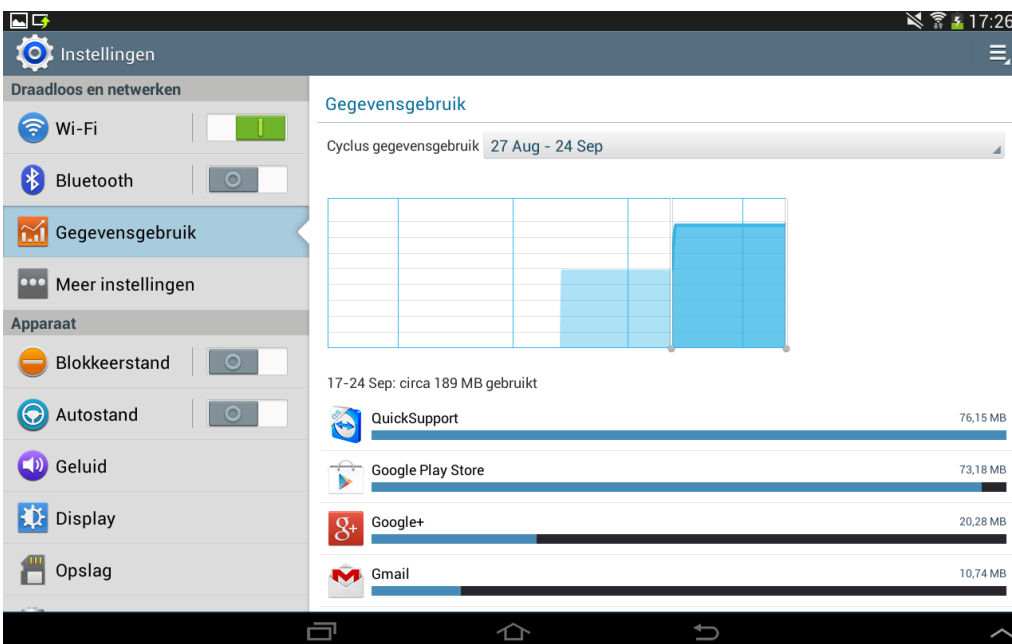 17:26
Instellingen
Draadloos en netwerken
Wi-Fi
Bluetooth
Gegevensgebruik
Meer instellingen
Apparaat
Blokkeerstand
Autostand
Geluid
Display
Opslag
Gegevensgebruik
Cyclus gegevensgebruik 27 Aug - 24 Sep
17-24 Sep: circa 189 MB gebruikt
QuickSupport 76,15 MB
Google Play Store 73,18 MB
Google+ 20,28 MB
Gmail 10,74 MB